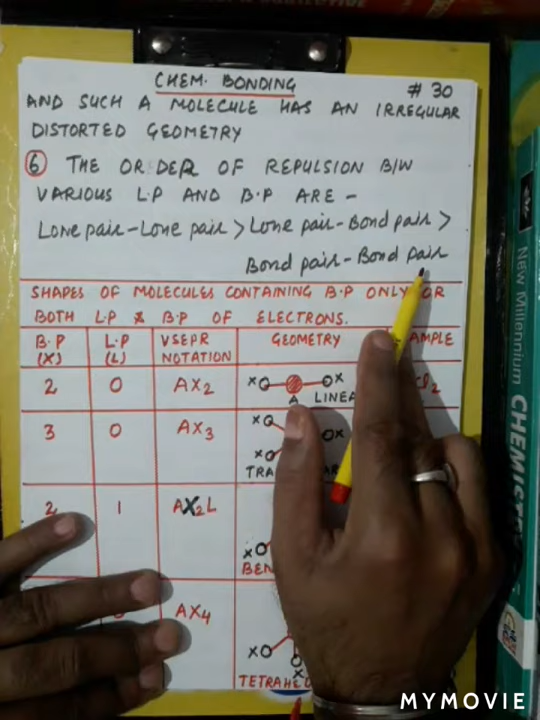 CHEM. BONDING
# 30
AND SUCH A MOLECULE HAS AN IRREGULAR
DISTORTED GEOMETRY
6 THE ORDER OF REPULSION B/W
VARIOUS L.P AND B.P ARE -
Lone pair - Lone pair > Lone pair - Bond pair >
Bond pair - Bond pair
SHAPES OF MOLECULES CONTAINING B.P ONLY OR
BOTH L.P & B.P OF ELECTRONS.
B.P (X) L.P (L) VSEPR NOTATION GEOMETRY
2 0 AX2 X A X
3 0 AX3 X X X
2 1 AX2L X
AX4 X X
New Millennium
MYMOVIE